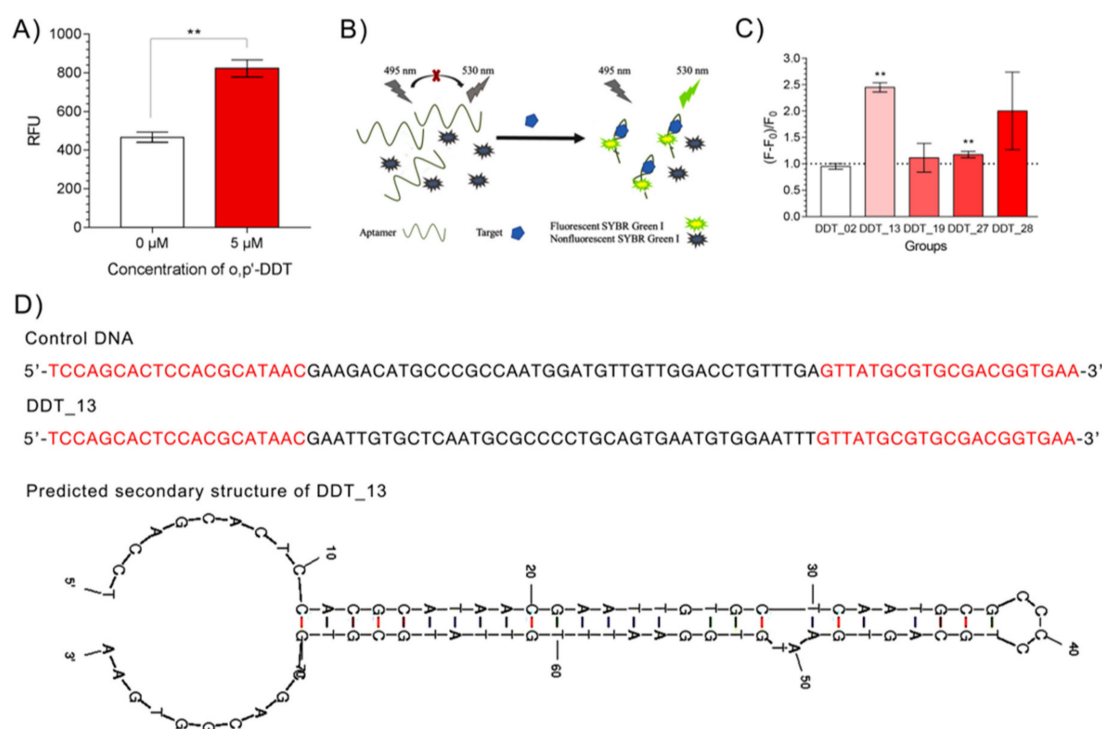 A)
RFU
1000
800
600
400
200
0
**
0 µM
5 µM
Concentration of o,p'-DDT
B)
495 nm
530 nm
495 nm
530 nm
Aptamer
Target
Fluorescent SYBR Green I
Nonfluorescent SYBR Green I
C)
(F-F₀)/F₀
3.0
2.5
2.0
1.5
1.0
0.5
0.0
**
**
DDT_02 DDT_13 DDT_19 DDT_27 DDT_28
Groups
D)
Control DNA
5'-TCCAGCACTCCACGCATAACGAAGACATGCCCGCCAATGGATGTTGTTGGACCTGTTTGAGTTATGCGTGCGACGGTGAA-3'
DDT_13
5'-TCCAGCACTCCACGCATAACGAATTGTGCTCAATGCGCCCCTGCAGTGAATGTGGAATTTGTTATGCGTGCGACGGTGAA-3'
Predicted secondary structure of DDT_13
5'
T C C A G C A C T C
10
C A C G C A T A A C G A A T T G T G C T C A A T G C G C C C C
20
30
40
50
60
3'